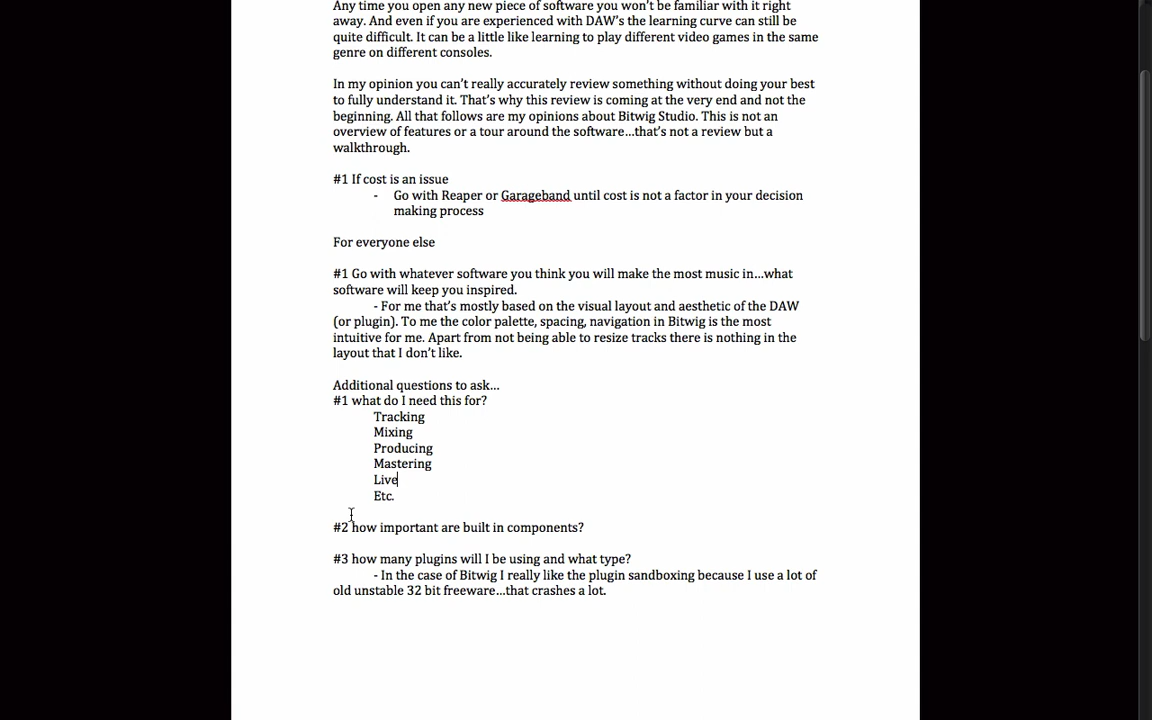 Any time you open any new piece of software you won't be familiar with it right
away. And even if you are experienced with DAW's the learning curve can still be
quite difficult. It can be a little like learning to play different video games in the same
genre on different consoles.
In my opinion you can't really accurately review something without doing your best
to fully understand it. That's why this review is coming at the very end and not the
beginning. All that follows are my opinions about Bitwig Studio. This is not an
overview of features or a tour around the software…that's not a review but a
walkthrough.
#1 If cost is an issue
- Go with Reaper or Garageband until cost is not a factor in your decision
making process
For everyone else
#1 Go with whatever software you think you will make the most music in…what
software will keep you inspired.
- For me that's mostly based on the visual layout and aesthetic of the DAW
(or plugin). To me the color palette, spacing, navigation in Bitwig is the most
intuitive for me. Apart from not being able to resize tracks there is nothing in the
layout that I don't like.
Additional questions to ask…
#1 what do I need this for?
Tracking
Mixing
Producing
Mastering
Live
Etc.
#2 how important are built in components?
#3 how many plugins will I be using and what type?
- In the case of Bitwig I really like the plugin sandboxing because I use a lot of
old unstable 32 bit freeware…that crashes a lot.